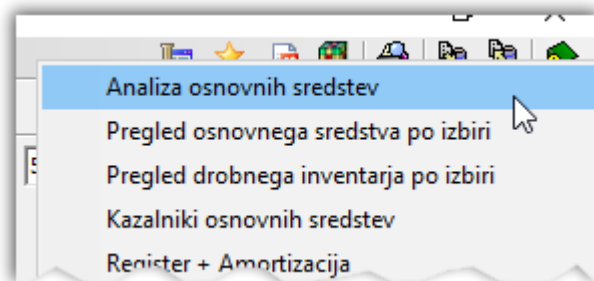 Analiza osnovnih sredstev
Pregled osnovnega sredstva po izbiri
Pregled drobnega inventarja po izbiri
Kazalniki osnovnih sredstev
Register + Amortizacija